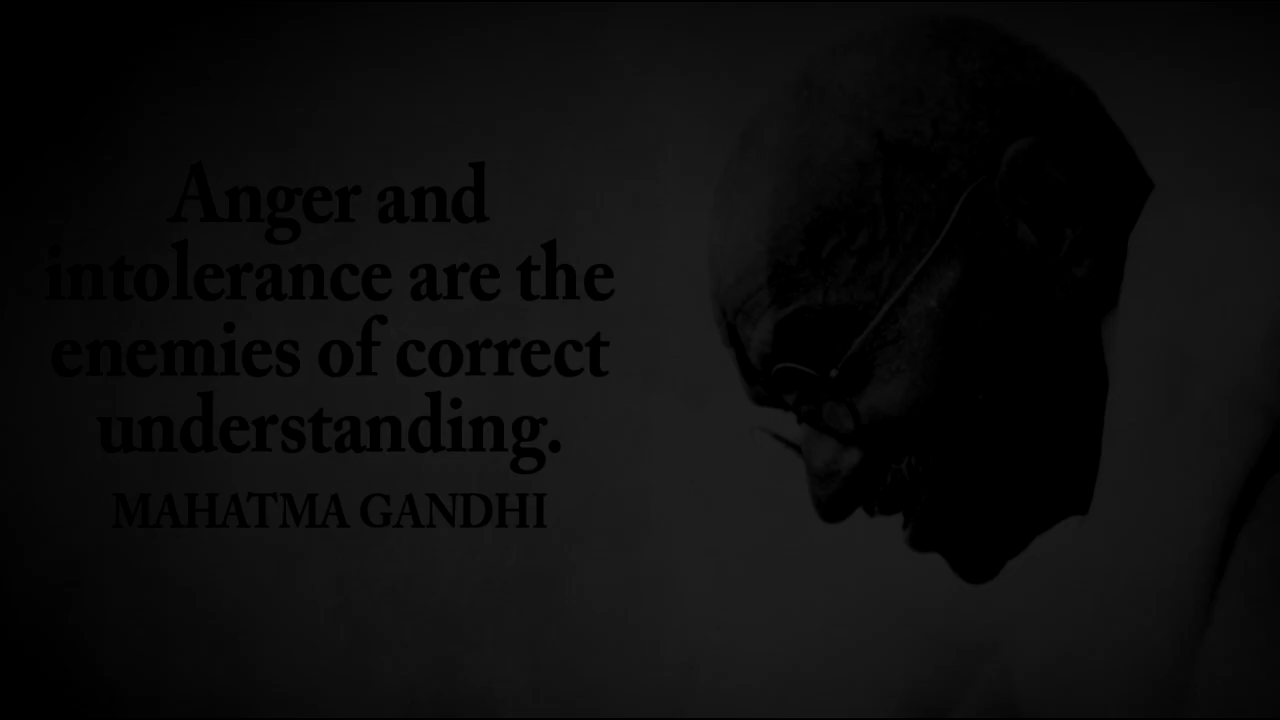 Anger and
intolerance are the
enemies of correct
understanding.
MAHATMA GANDHI